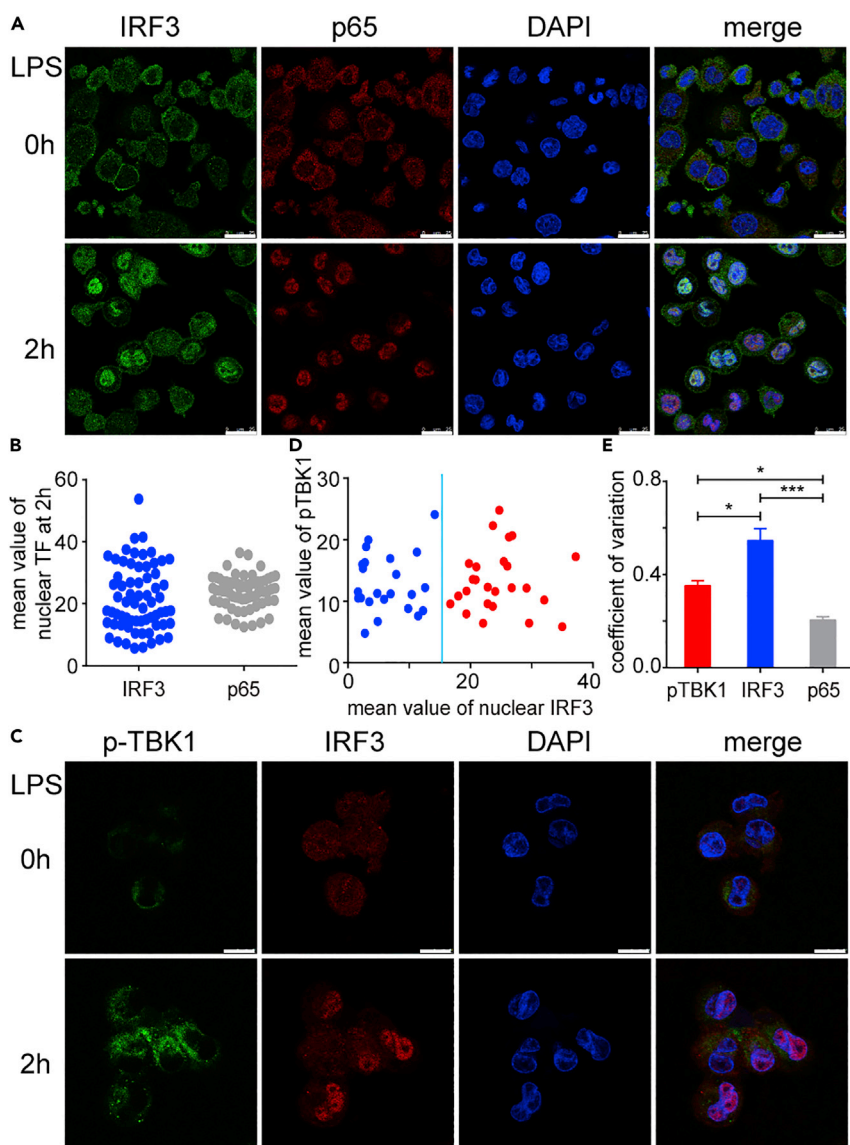 A
IRF3 p65 DAPI merge
LPS
0h
2h
B
mean value of
nuclear TF at 2h
60
40
20
0
IRF3 p65
D
mean value of pTBK1
30
20
10
0
0 20 40
mean value of nuclear IRF3
E
coefficient of variation
0.8
0.4
0.0
*
* ***
pTBK1 IRF3 p65
C
p-TBK1 IRF3 DAPI merge
LPS
0h
2h